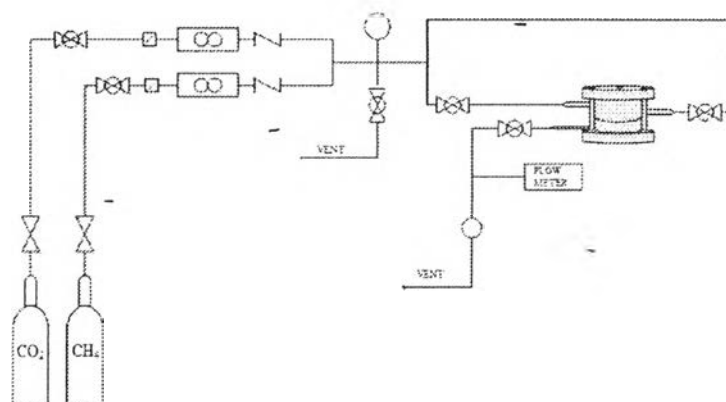 VENT
FLOW
METER
VENT
CO₂
CH₄